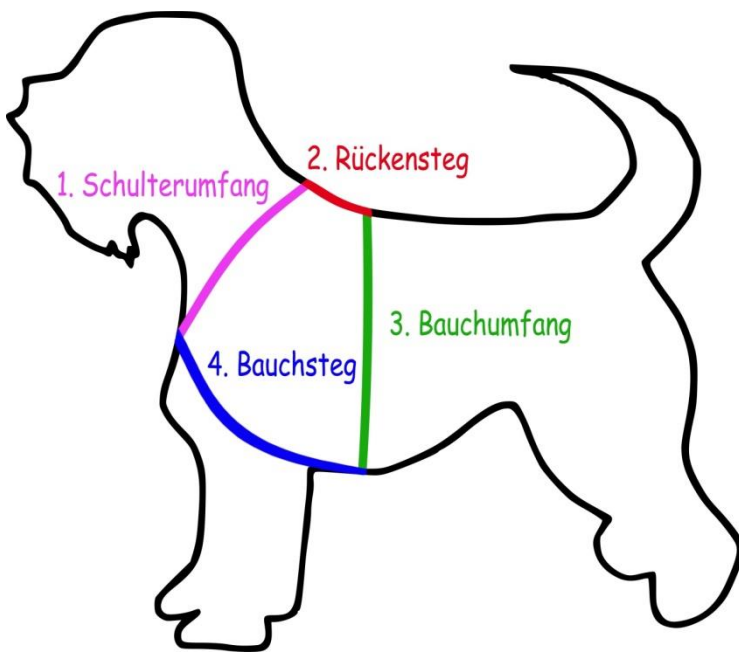 2. Rückensteg
1. Schulterumfang
3. Bauchumfang
4. Bauchsteg